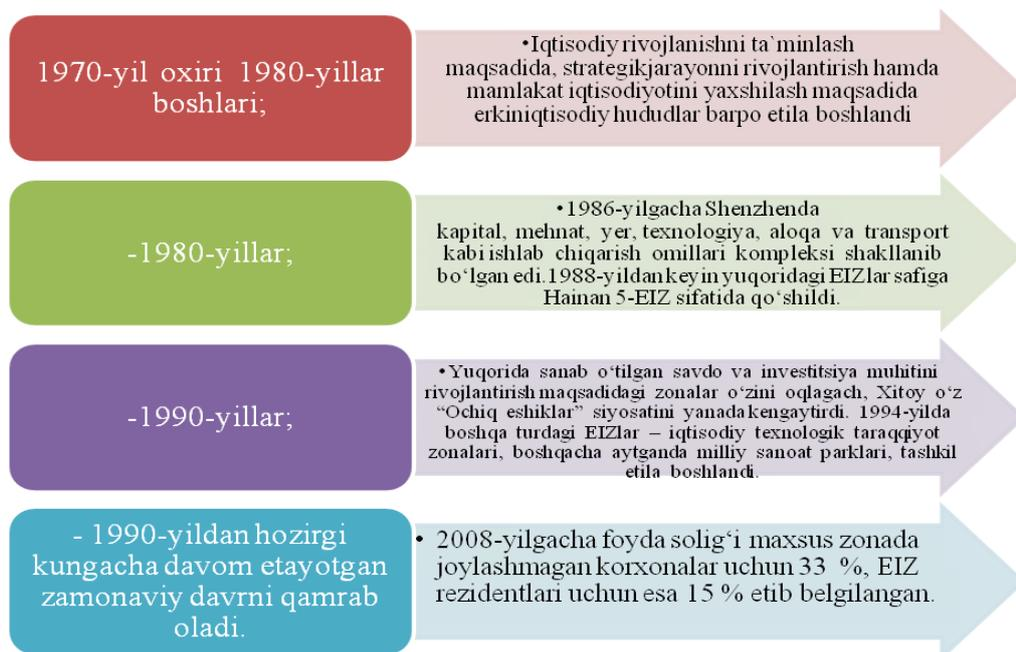 1970-yil oxiri 1980-yillar
boshlari;
•Iqtisodiy rivojlanishni ta`minlash
maqsadida, strategikjarayonni rivojlantirish hamda
mamlakat iqtisodiyotini yaxshilash maqsadida
erkiniqtisodiy hududlar barpo etila boshlandi
-1980-yillar;
•1986-yilgacha Shenzhenda
kapital, mehnat, yer, texnologiya, aloqa va transport
kabi ishlab chiqarish omillari kompleksi shakllanib
bo‘lgan edi.1988-yildan keyin yuqoridagi EIZlar safiga
Hainan 5-EIZ sifatida qo‘shildi.
-1990-yillar;
•Yuqorida sanab o‘tilgan savdo va investitsiya muhitini
rivojlantirish maqsadidagi zonalar o‘zini oqlagach, Xitoy o‘z
“Ochiq eshiklar” siyosatini yanada kengaytirdi. 1994-yilda
boshqa turdagi EIZlar – iqtisodiy texnologik taraqqiyot
zonalari, boshqacha aytganda milliy sanoat parklari, tashkil
etila boshlandi.
- 1990-yildan hozirgi
kungacha davom etayotgan
zamonaviy davrni qamrab
oladi.
• 2008-yilgacha foyda solig‘i maxsus zonada
joylashmagan korxonalar uchun 33 %, EIZ
rezidentlari uchun esa 15 % etib belgilangan.